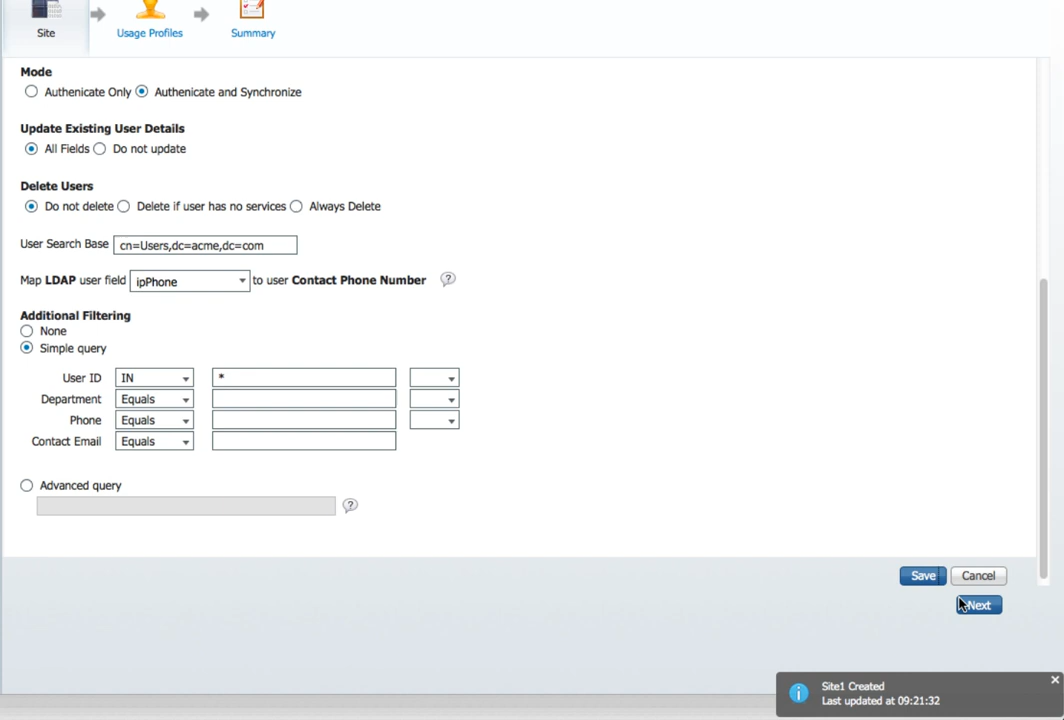 Site
Usage Profiles
Summary
Mode
Authenicate Only Authenicate and Synchronize
Update Existing User Details
All Fields Do not update
Delete Users
Do not delete Delete if user has no services Always Delete
User Search Base cn=Users,dc=acme,dc=com
Map LDAP user field ipPhone to user Contact Phone Number ?
Additional Filtering
None
Simple query
User ID IN *
Department Equals
Phone Equals
Contact Email Equals
Advanced query
?
Save Cancel
Next
i Site1 Created
Last updated at 09:21:32